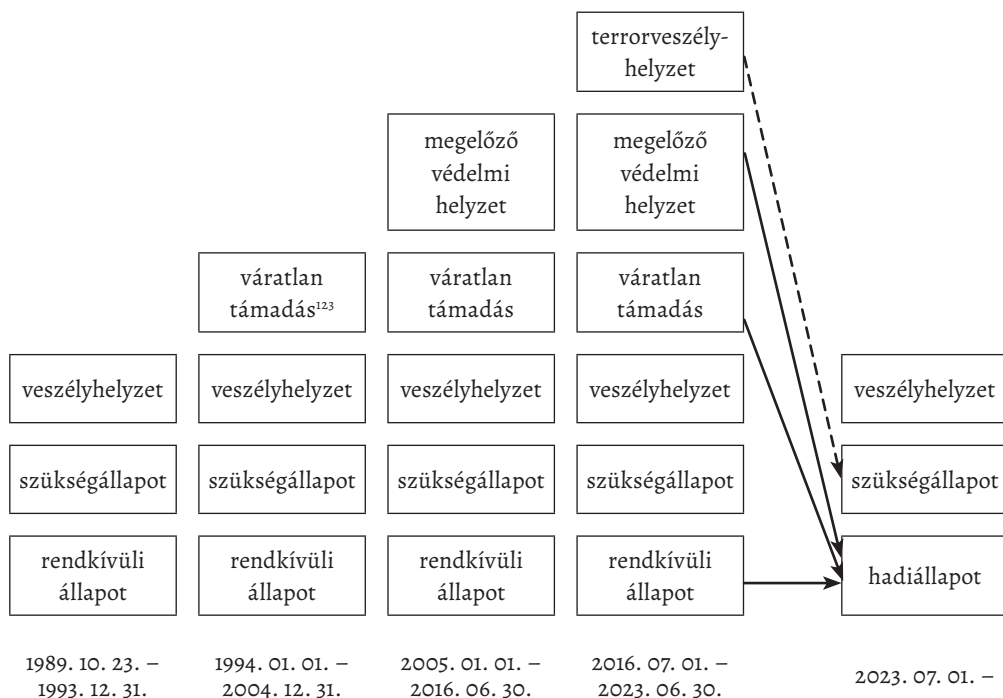 terrorveszély-
helyzet
megelőző
védelmi
helyzet
megelőző
védelmi
helyzet
váratlan
támadás¹²³
váratlan
támadás
váratlan
támadás
veszélyhelyzet
veszélyhelyzet
veszélyhelyzet
veszélyhelyzet
veszélyhelyzet
szükségállapot
szükségállapot
szükségállapot
szükségállapot
szükségállapot
rendkívüli
állapot
rendkívüli
állapot
rendkívüli
állapot
rendkívüli
állapot
hadiállapot
1989. 10. 23. –
1993. 12. 31.
1994. 01. 01. –
2004. 12. 31.
2005. 01. 01. –
2016. 06. 30.
2016. 07. 01. –
2023. 06. 30.
2023. 07. 01. –